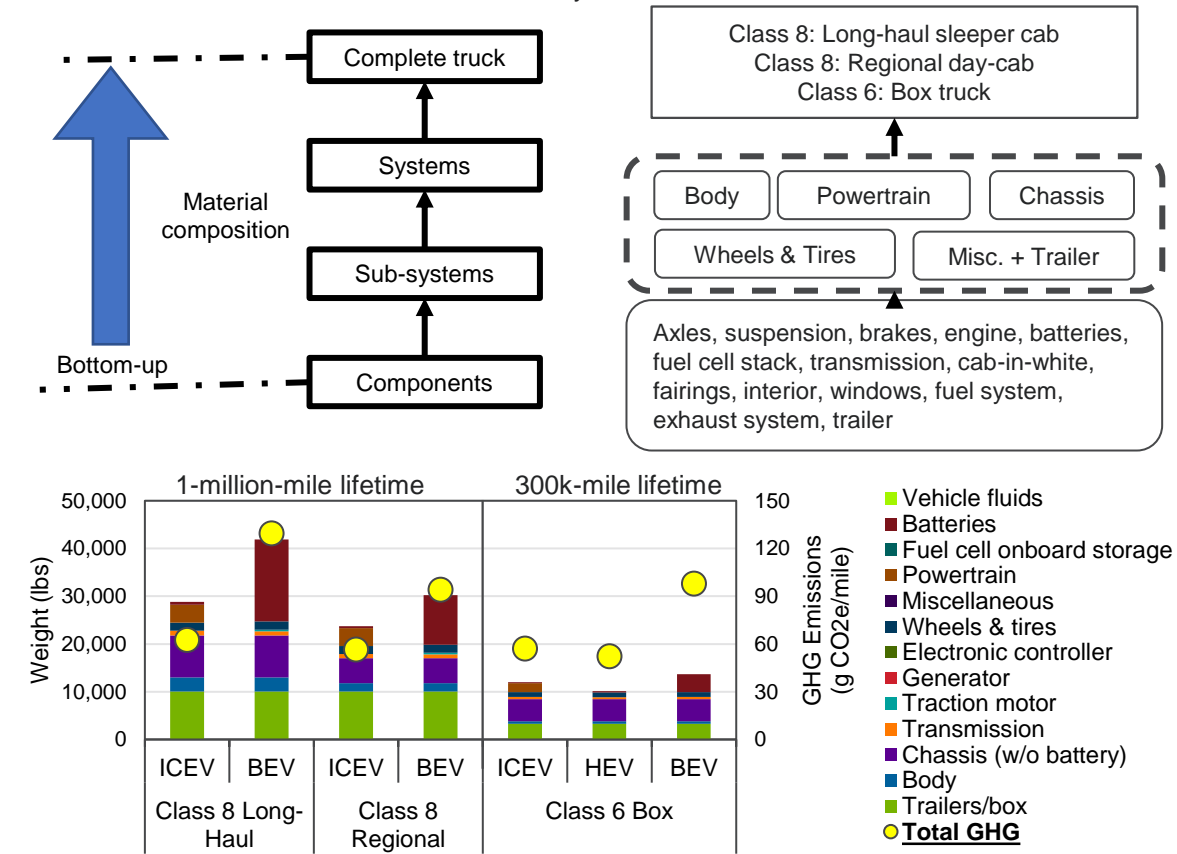 Complete truck
Systems
Material
composition
Sub-systems
Bottom-up
Components
Class 8: Long-haul sleeper cab
Class 8: Regional day-cab
Class 6: Box truck
Body
Powertrain
Chassis
Wheels & Tires
Misc. + Trailer
Axles, suspension, brakes, engine, batteries,
fuel cell stack, transmission, cab-in-white,
fairings, interior, windows, fuel system,
exhaust system, trailer
1-million-mile lifetime
300k-mile lifetime
Weight (lbs)
50,000
40,000
30,000
20,000
10,000
0
150
120
90
60
30
0
GHG Emissions
(g CO2e/mile)
ICEV
BEV
ICEV
BEV
ICEV
HEV
BEV
Class 8 Long-
Haul
Class 8
Regional
Class 6 Box
Vehicle fluids
Batteries
Fuel cell onboard storage
Powertrain
Miscellaneous
Wheels & tires
Electronic controller
Generator
Traction motor
Transmission
Chassis (w/o battery)
Body
Trailers/box
Total GHG